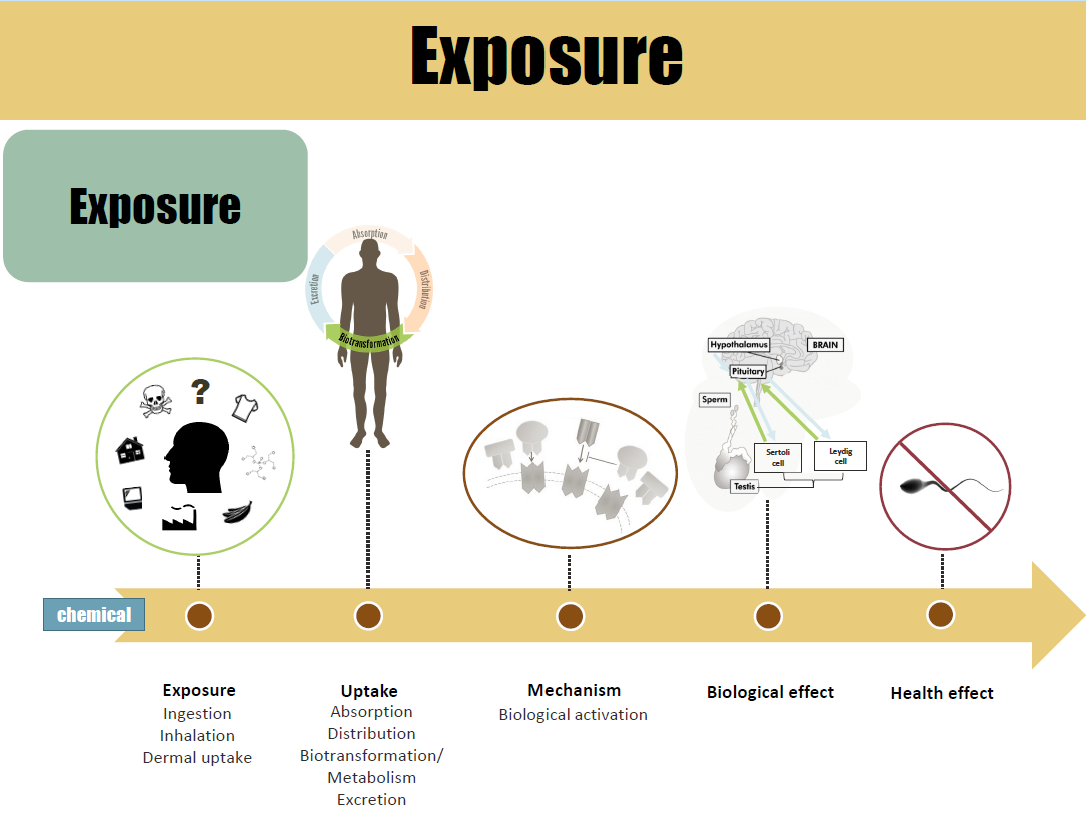 Exposure
Exposure
Absorption
Distribution
Excretion
Biotransformation
?
Hypothalamus
BRAIN
Pituitary
Sperm
Sertoli
cell
Leydig
cell
Testis
chemical
Exposure
Ingestion
Inhalation
Dermal uptake
Uptake
Absorption
Distribution
Biotransformation/
Metabolism
Excretion
Mechanism
Biological activation
Biological effect
Health effect